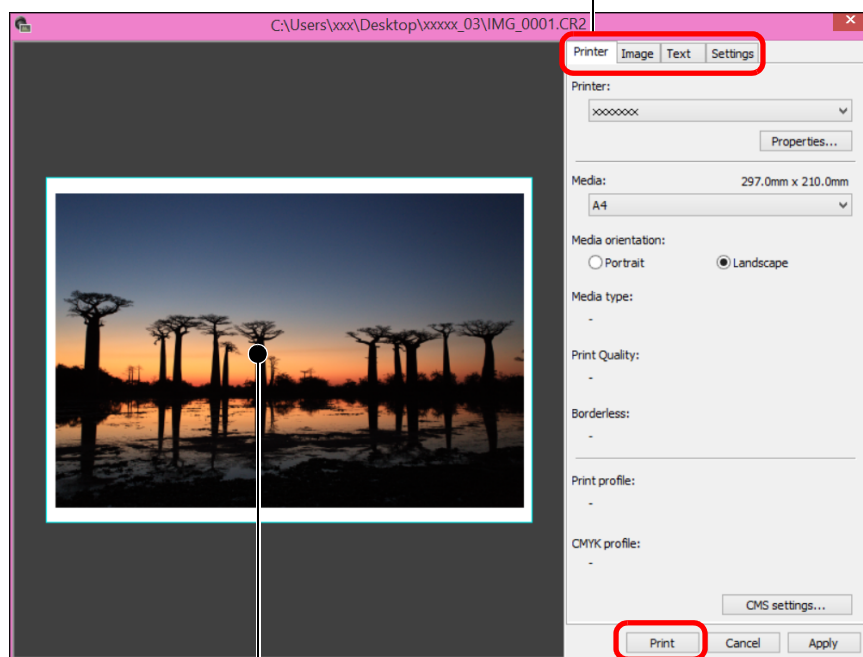 C:\Users\xxx\Desktop\xxxxx_03\IMG_0001.CR2
Printer Image Text Settings
Printer:
xxxxxxx
Properties...
Media: 297.0mm x 210.0mm
A4
Media orientation:
Portrait Landscape
Media type:
-
Print Quality:
-
Borderless:
-
Print profile:
-
CMYK profile:
-
CMS settings...
Print Cancel Apply